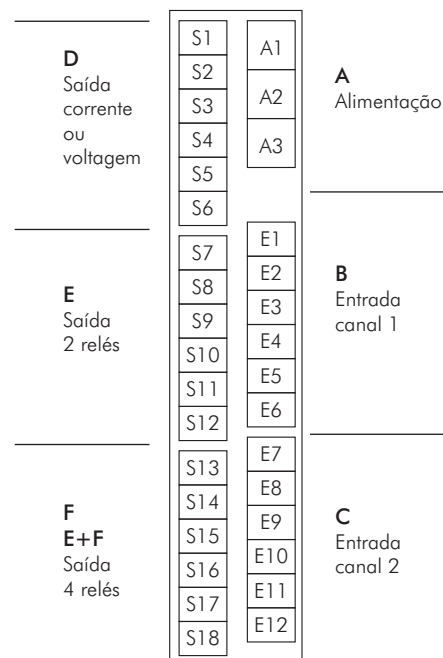 D
Saída
corrente
ou
voltagem
E
Saída
2 relés
F
E+F
Saída
4 relés
S1
S2
S3
S4
S5
S6
S7
S8
S9
S10
S11
S12
S13
S14
S15
S16
S17
S18
A1
A2
A3
E1
E2
E3
E4
E5
E6
E7
E8
E9
E10
E11
E12
A
Alimentação
B
Entrada
canal 1
C
Entrada
canal 2